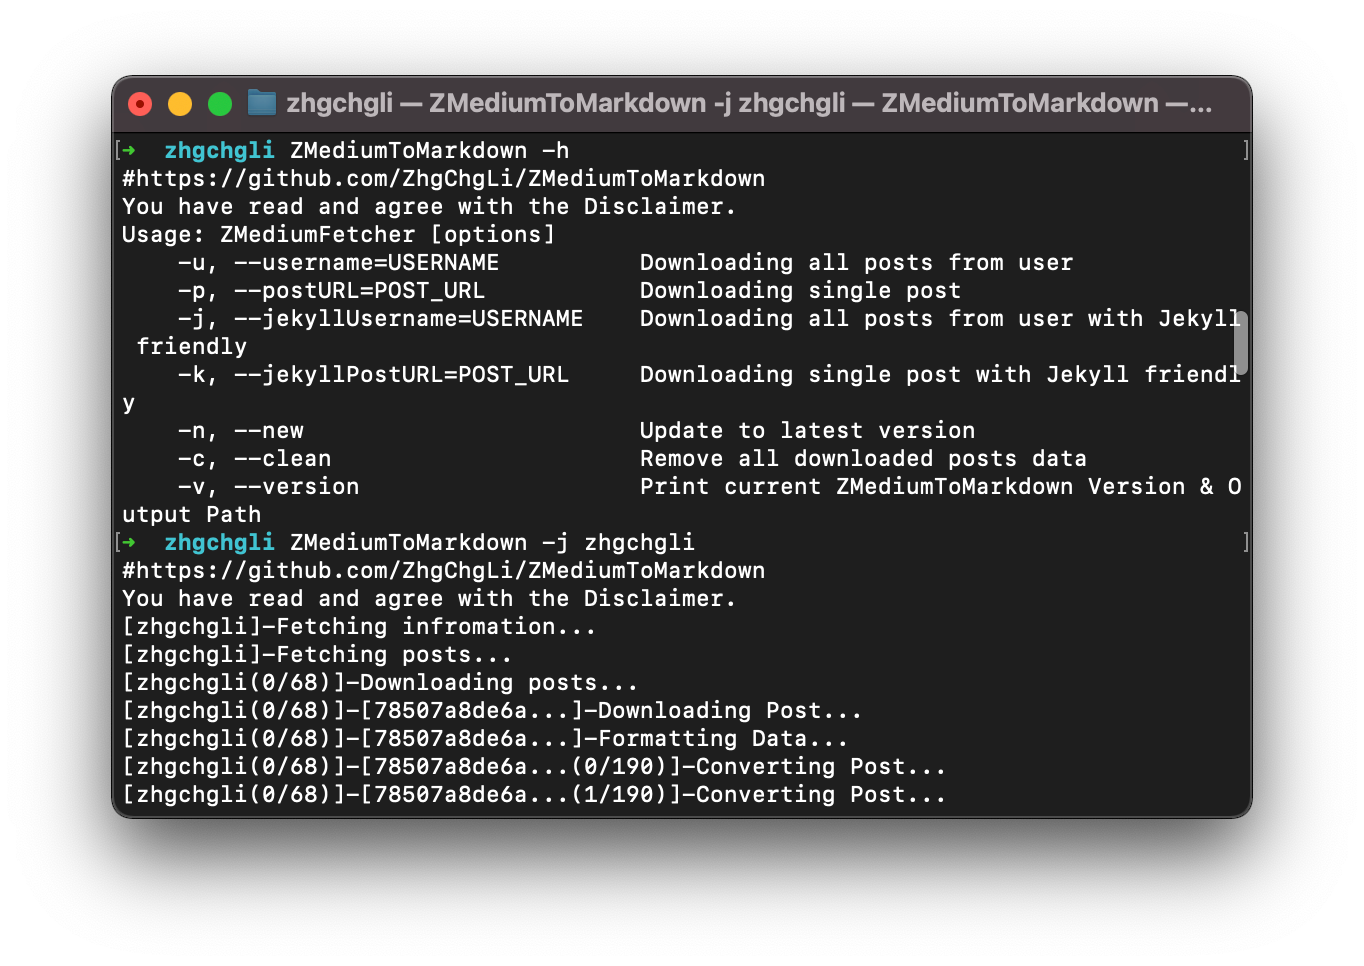 zhgchgli — ZMediumToMarkdown -j zhgchgli — ZMediumToMarkdown —...
[➜  zhgchgli ZMediumToMarkdown -h ]
#https://github.com/ZhgChgLi/ZMediumToMarkdown
You have read and agree with the Disclaimer.
Usage: ZMediumFetcher [options]
    -u, --username=USERNAME          Downloading all posts from user
    -p, --postURL=POST_URL           Downloading single post
    -j, --jekyllUsername=USERNAME    Downloading all posts from user with Jekyll
 friendly
    -k, --jekyllPostURL=POST_URL     Downloading single post with Jekyll friendl
y
    -n, --new                        Update to latest version
    -c, --clean                      Remove all downloaded posts data
    -v, --version                    Print current ZMediumToMarkdown Version & O
utput Path
[➜  zhgchgli ZMediumToMarkdown -j zhgchgli ]
#https://github.com/ZhgChgLi/ZMediumToMarkdown
You have read and agree with the Disclaimer.
[zhgchgli]-Fetching infromation...
[zhgchgli]-Fetching posts...
[zhgchgli(0/68)]-Downloading posts...
[zhgchgli(0/68)]-[78507a8de6a...]-Downloading Post...
[zhgchgli(0/68)]-[78507a8de6a...]-Formatting Data...
[zhgchgli(0/68)]-[78507a8de6a...(0/190)]-Converting Post...
[zhgchgli(0/68)]-[78507a8de6a...(1/190)]-Converting Post...